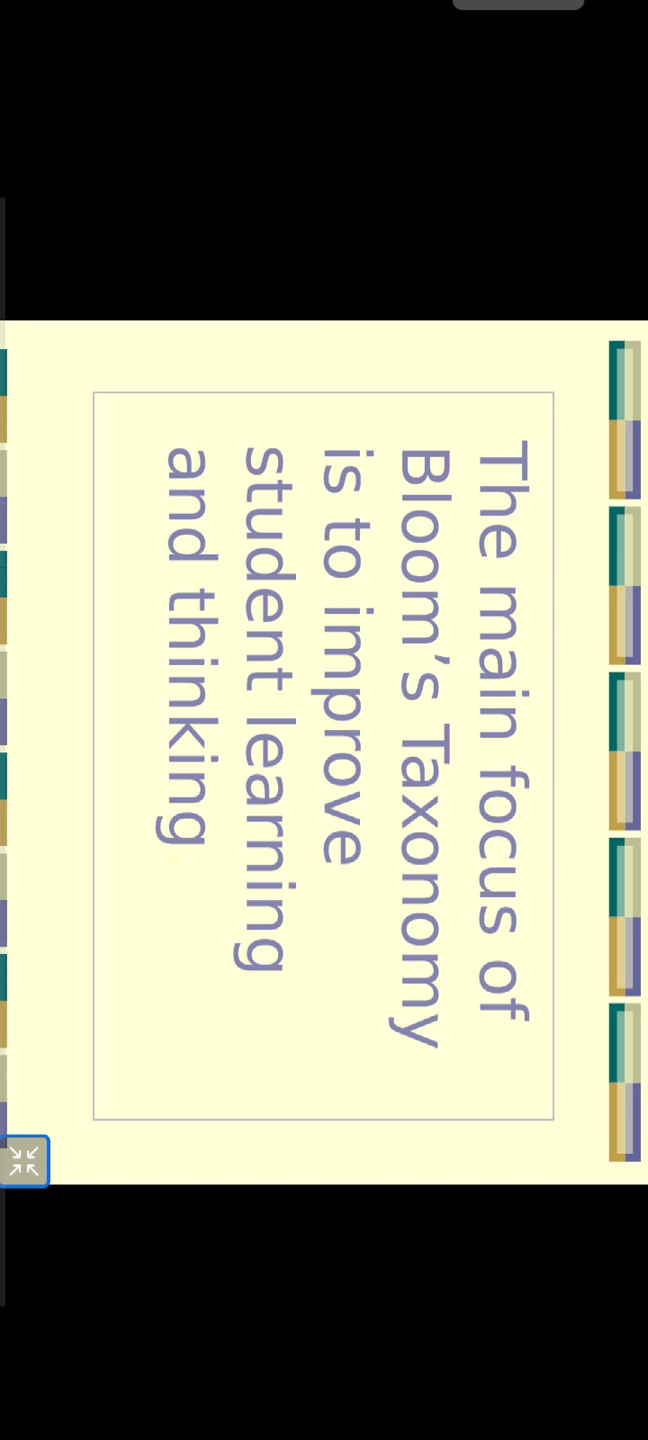 The main focus of
Bloom’s Taxonomy
is to improve
student learning
and thinking